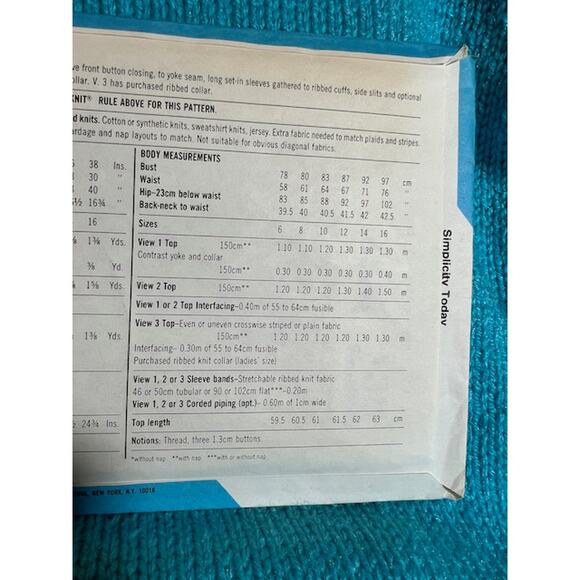 ve front button closing, to yoke seam, long set-in sleeves gathered to ribbed cuffs, side slits and optional
ollar. V. 3 has purchased ribbed collar.
KNIT® RULE ABOVE FOR THIS PATTERN.
d knits. Cotton or synthetic knits, sweatshirt knits, jersey. Extra fabric needed to match plaids and stripes.
ardage and nap layouts to match. Not suitable for obvious diagonal fabrics.
38 Ins.
30 "
40 "
½ 16¾ "
16
1⅜ Yds.
⅜ Yd.
1⅝ Yds.
1⅜ Yds.
½ 24¾ Ins.
BODY MEASUREMENTS
Bust 78 80 83 87 92 97 cm
Waist 58 61 64 67 71 76 "
Hip–23cm below waist 83 85 88 92 97 102 "
Back-neck to waist 39.5 40 40.5 41.5 42 42.5 "
Sizes 6 8 10 12 14 16
View 1 Top 150cm** 1.10 1.10 1.20 1.30 1.30 1.30 m
Contrast yoke and collar
150cm** 0.30 0.30 0.30 0.30 0.30 0.40 m
View 2 Top 150cm** 1.20 1.20 1.20 1.30 1.40 1.50 m
View 1 or 2 Top Interfacing–0.40m of 55 to 64cm fusible
View 3 Top–Even or uneven crosswise striped or plain fabric
150cm** 1.20 1.20 1.20 1.20 1.30 1.30 m
Interfacing– 0.30m of 55 to 64cm fusible
Purchased ribbed knit collar (ladies' size)
View 1, 2 or 3 Sleeve bands–Stretchable ribbed knit fabric
46 or 50cm tubular or 90 or 102cm flat***–0.20m
View 1, 2 or 3 Corded piping (opt.)– 0.60m of 1cm wide
Top length 59.5 60.5 61 61.5 62 63 cm
Notions: Thread, three 1.3cm buttons.
*without nap **with nap ***with or without nap
NEW YORK, N.Y. 10016
Simplicity Today